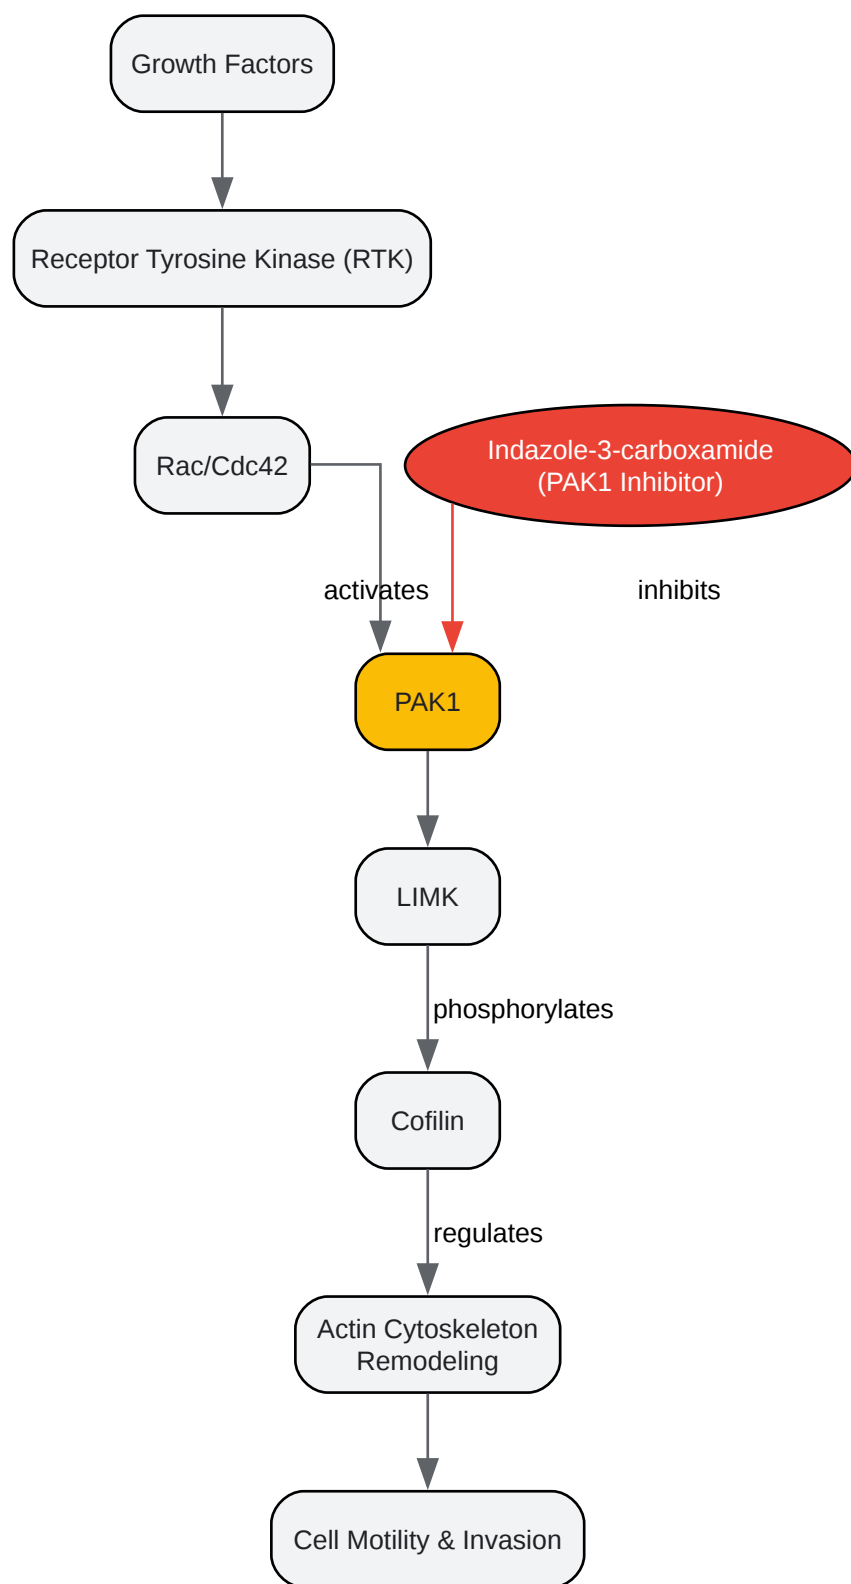 Growth Factors
Receptor Tyrosine Kinase (RTK)
Rac/Cdc42
Indazole-3-carboxamide
(PAK1 Inhibitor)
activates
inhibits
PAK1
LIMK
phosphorylates
Cofilin
regulates
Actin Cytoskeleton
Remodeling
Cell Motility & Invasion